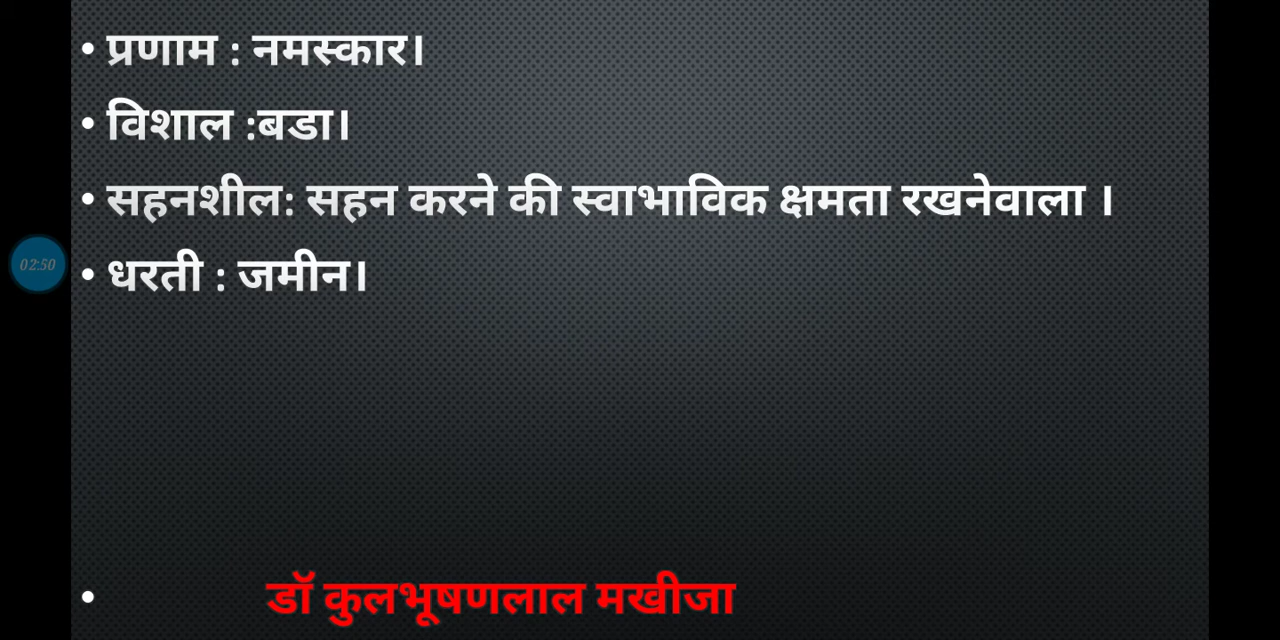 • प्रणाम : नमस्कार।
• विशाल :बडा।
• सहनशील: सहन करने की स्वाभाविक क्षमता रखनेवाला ।
02:50
• धरती : जमीन।
• डॉ कुलभूषणलाल मखीजा